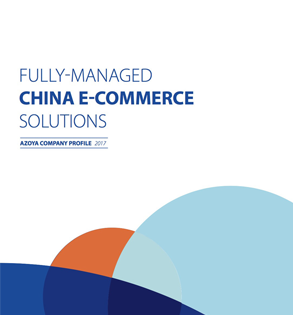 FULLY-MANAGED
CHINA E-COMMERCE
SOLUTIONS
AZOYA COMPANY PROFILE 2017